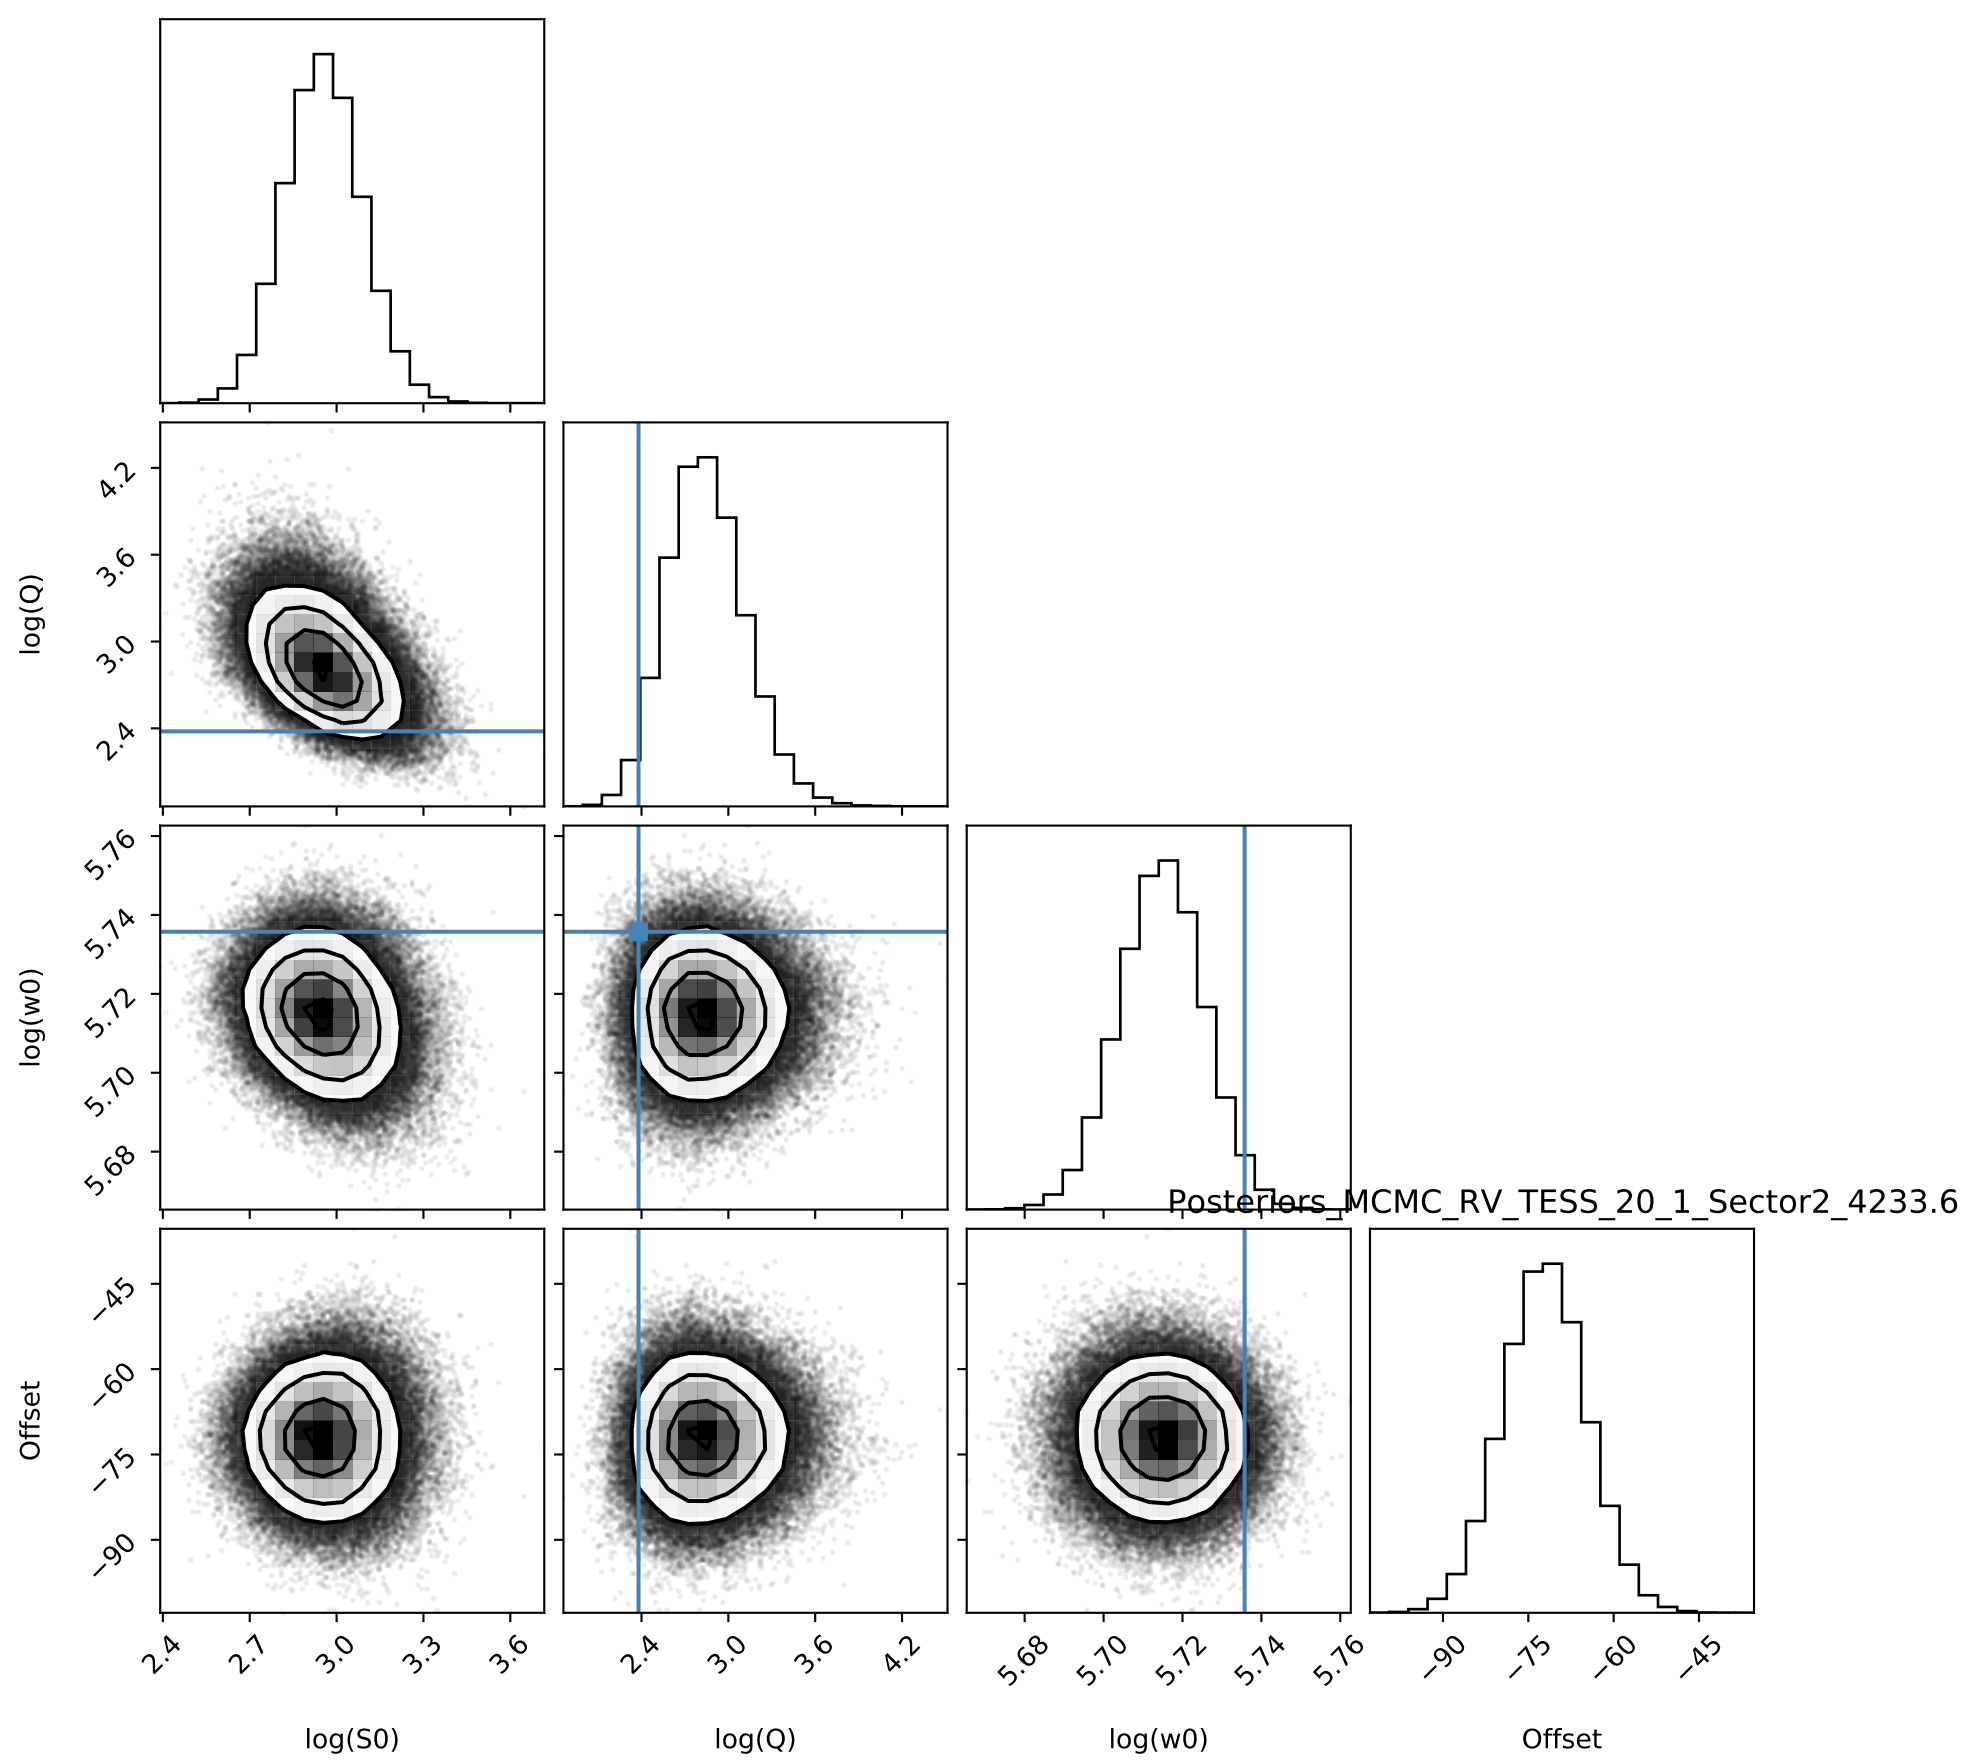 4.2
3.6
3.0
2.4
log(Q)
5.76
5.74
5.72
5.70
5.68
log(w0)
Posteriors_MCMC_RV_TESS_20_1_Sector2_4233.6
−45
−60
−75
−90
Offset
2.4 2.7 3.0 3.3 3.6 2.4 3.0 3.6 4.2 5.68 5.70 5.72 5.74 5.76 −90 −75 −60 −45
log(S0) log(Q) log(w0) Offset